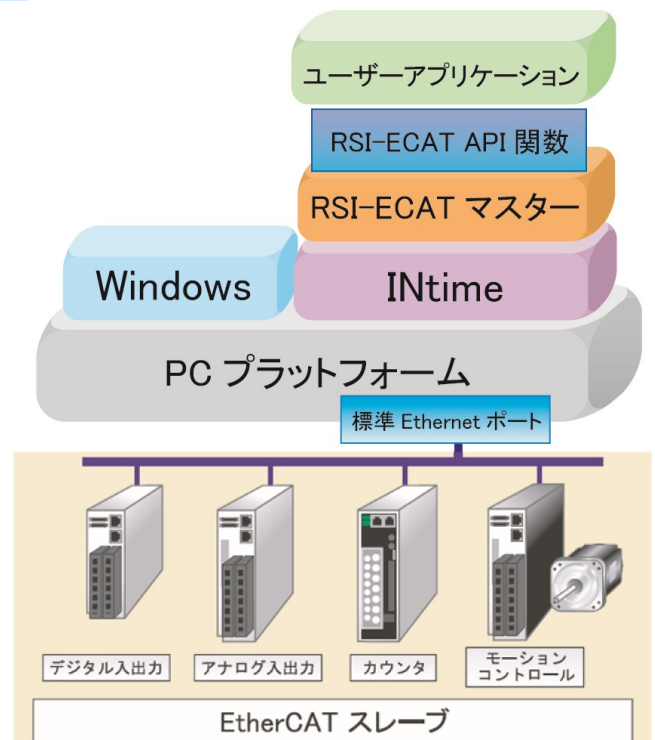 ユーザーアプリケーション
RSI-ECAT API 関数
RSI-ECAT マスター
Windows
INtime
PC プラットフォーム
標準 Ethernet ポート
デジタル入出力
アナログ入出力
カウンタ
モーション
コントロール
EtherCAT スレーブ